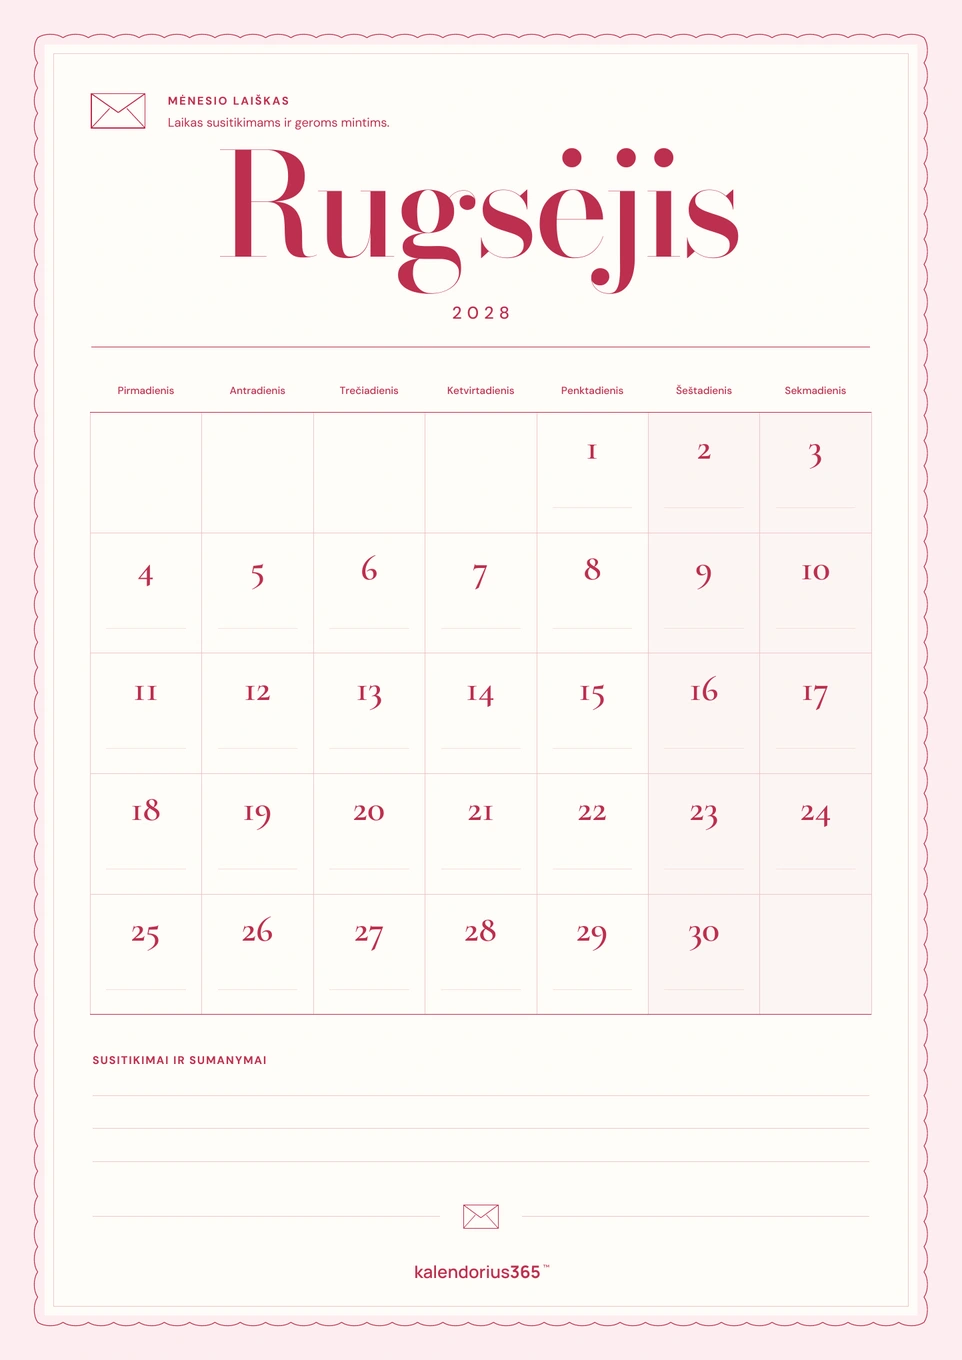 MĖNESIO LAIŠKAS
Laikas susitikimams ir geroms mintims.
Rugsėjis
2028
Pirmadienis Antradienis Trečiadienis Ketvirtadienis Penktadienis Šeštadienis Sekmadienis
1 2 3
4 5 6 7 8 9 10
11 12 13 14 15 16 17
18 19 20 21 22 23 24
25 26 27 28 29 30
SUSITIKIMAI IR SUMANYMAI
kalendorius365™